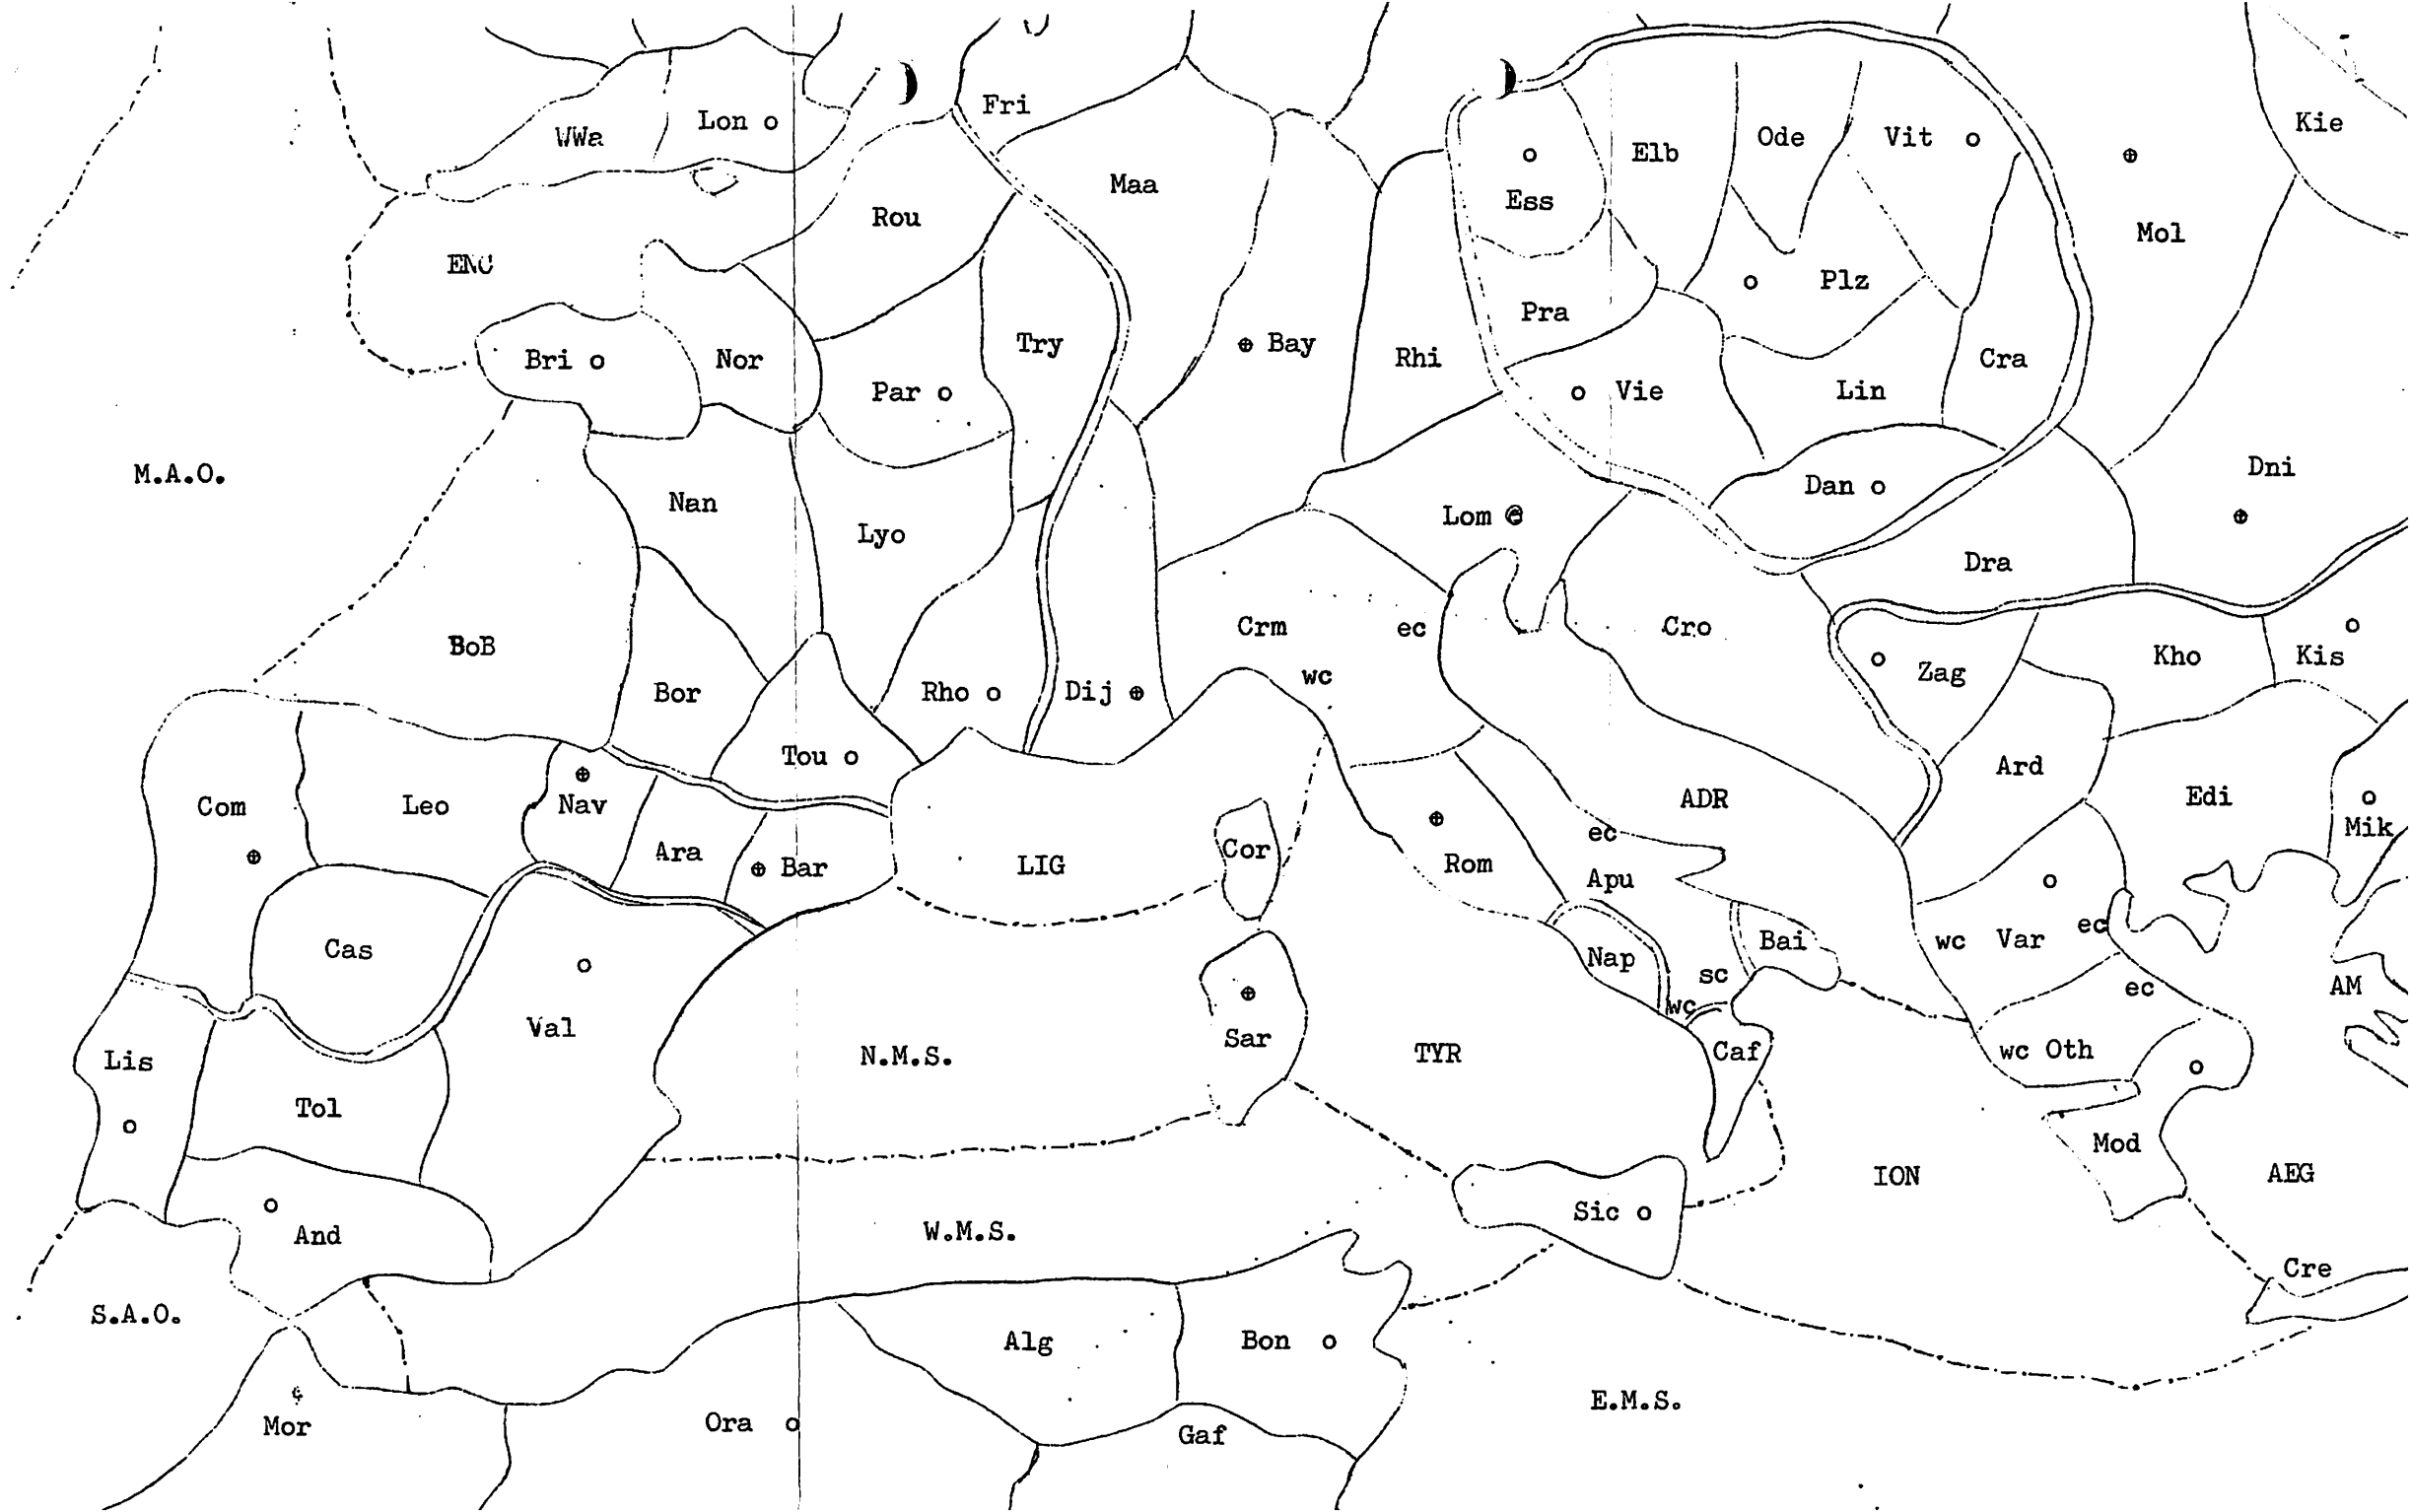 Fri
Kie
WWa
Lon
Elb
Ode
Vit
Maa
Ess
Rou
Mol
Plz
Pra
Bri
Nor
Try
Bay
Rhi
Cra
Par
Vie
Lin
M.A.O.
Dni
Nan
Lyo
Lom
Dan
Dra
BoB
Crm
ec
Cro
Kho
Kis
wc
Zag
Bor
Rho
Dij
Tou
Ard
Com
Leo
Nav
ADR
Edi
Mik
ec
Ara
Bar
LIG
Cor
Rom
Apu
Cas
wc
Var
ec
Bai
Nap
sc
ec
AM
Val
wc
Lis
N.M.S.
Sar
TYR
Caf
wc
Oth
Tol
Mod
ION
AEG
And
W.M.S.
Sic
Cre
S.A.O.
Alg
Bon
E.M.S.
Mor
Ora
Gaf